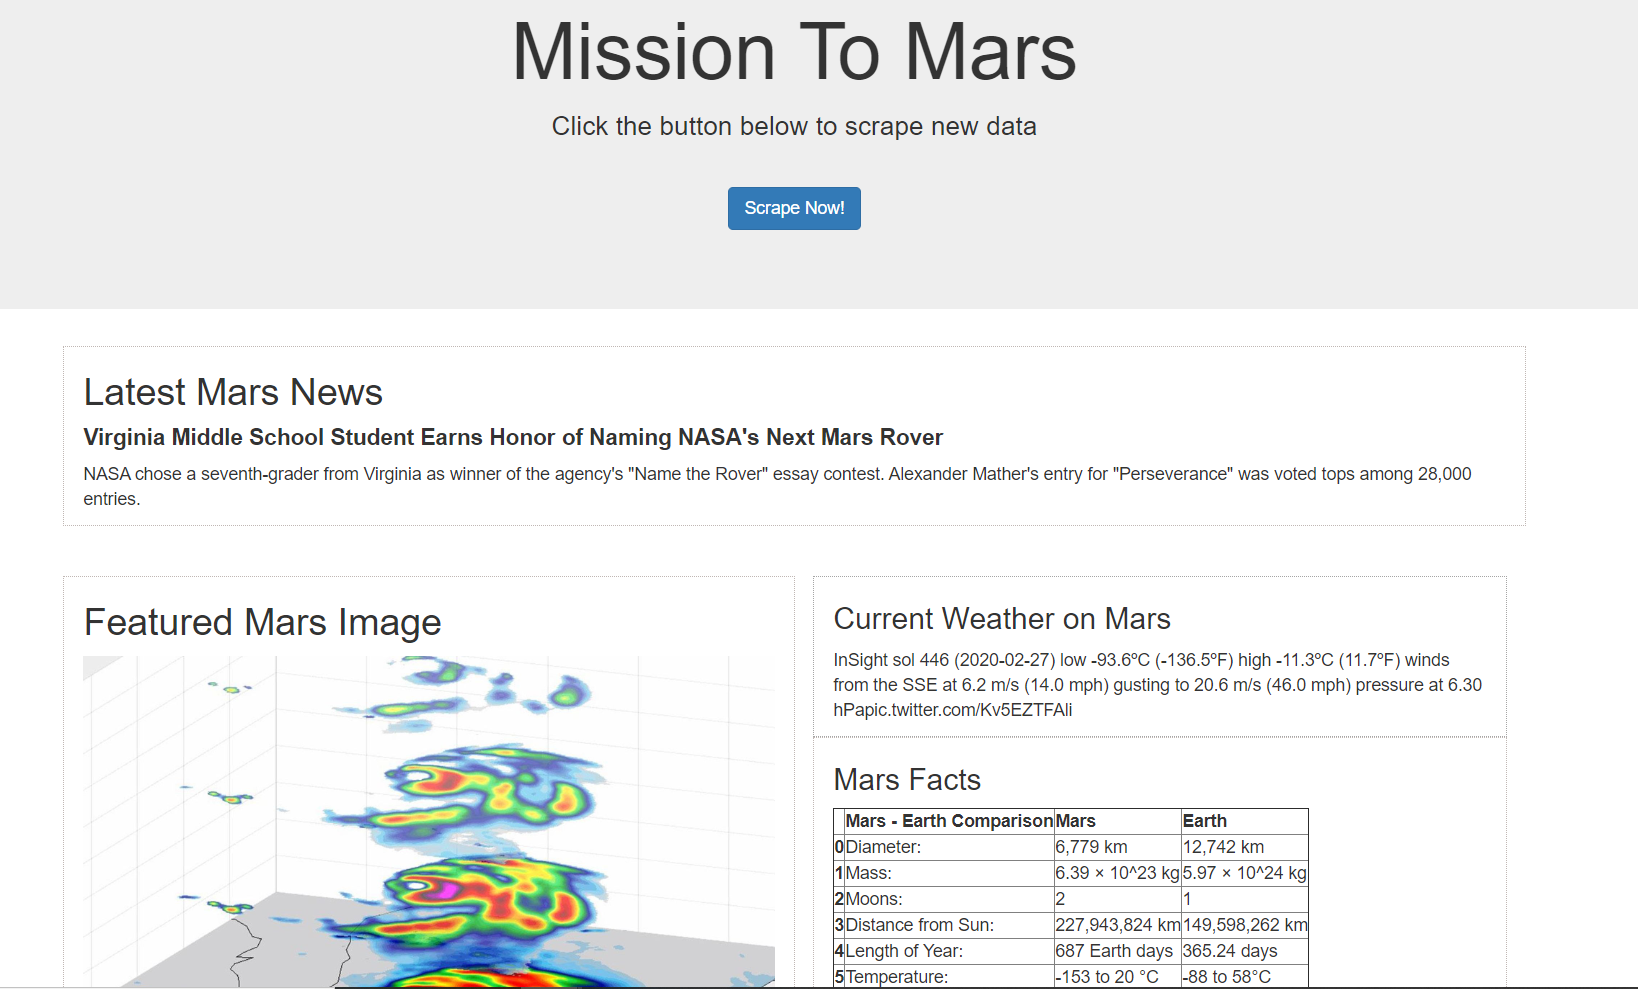 Mission To Mars
Click the button below to scrape new data
Scrape Now!
Latest Mars News
Virginia Middle School Student Earns Honor of Naming NASA's Next Mars Rover
NASA chose a seventh-grader from Virginia as winner of the agency's "Name the Rover" essay contest. Alexander Mather's entry for "Perseverance" was voted tops among 28,000
entries.
Featured Mars Image
Current Weather on Mars
InSight sol 446 (2020-02-27) low -93.6ºC (-136.5ºF) high -11.3ºC (11.7ºF) winds
from the SSE at 6.2 m/s (14.0 mph) gusting to 20.6 m/s (46.0 mph) pressure at 6.30
hPapic.twitter.com/Kv5EZTFAli
Mars Facts
Mars - Earth Comparison Mars Earth
0 Diameter: 6,779 km 12,742 km
1 Mass: 6.39 × 10^23 kg 5.97 × 10^24 kg
2 Moons: 2 1
3 Distance from Sun: 227,943,824 km 149,598,262 km
4 Length of Year: 687 Earth days 365.24 days
5 Temperature: -153 to 20 °C -88 to 58°C